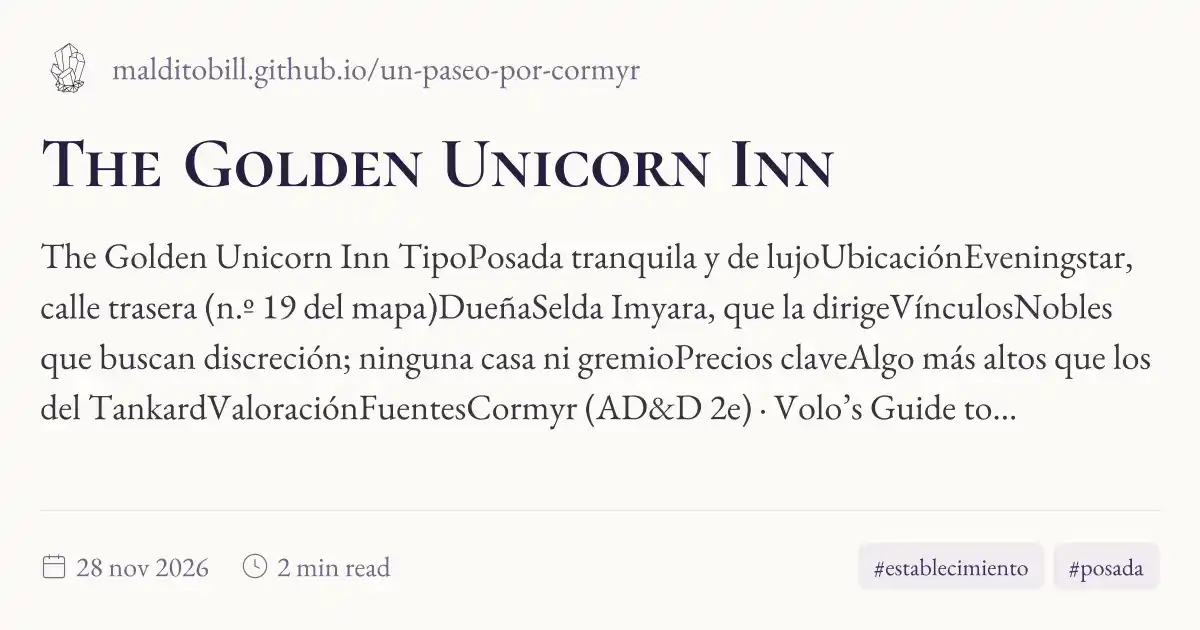 malditobill.github.io/un-paseo-por-cormyr
The Golden Unicorn Inn
The Golden Unicorn Inn TipoPosada tranquila y de lujoUbicaciónEveningstar,
calle trasera (n.º 19 del mapa)DueñaSelda Imyara, que la dirigeVínculosNobles
que buscan discreción; ninguna casa ni gremioPrecios claveAlgo más altos que los
del TankardValoraciónFuentesCormyr (AD&D 2e) · Volo’s Guide to...
28 nov 2026
2 min read
#establecimiento
#posada